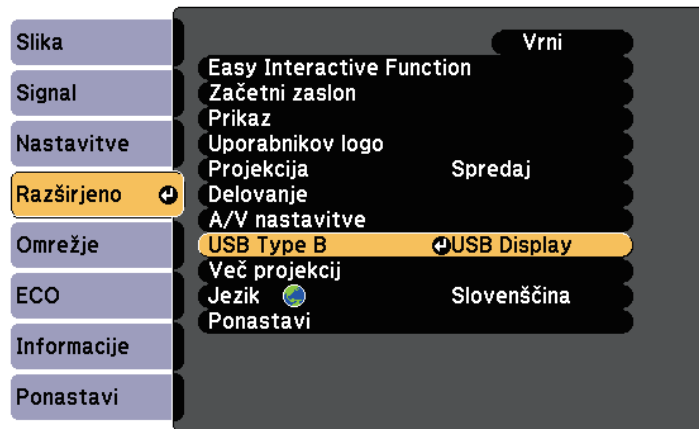 Slika
Signal
Nastavitve
Razširjeno
Omrežje
ECO
Informacije
Ponastavi
Vrni
Easy Interactive Function
Začetni zaslon
Prikaz
Uporabnikov logo
Projekcija Spredaj
Delovanje
A/V nastavitve
USB Type B USB Display
Več projekcij
Jezik Slovenščina
Ponastavi